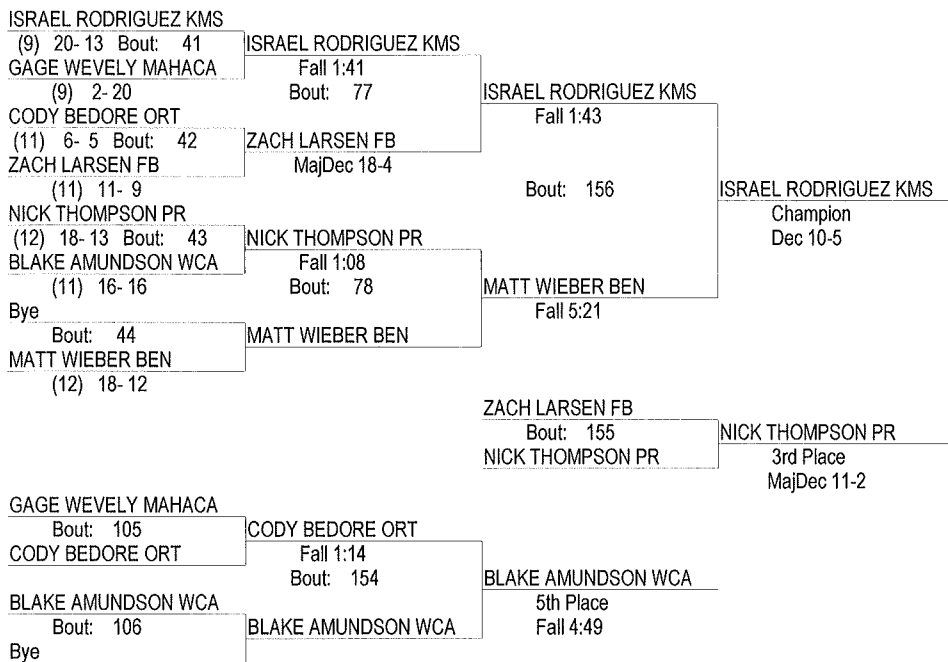 ISRAEL RODRIGUEZ KMS
(9) 20- 13 Bout: 41
GAGE WEVELY MAHACA
(9) 2- 20
CODY BEDORE ORT
(11) 6- 5 Bout: 42
ZACH LARSEN FB
(11) 11- 9
NICK THOMPSON PR
(12) 18- 13 Bout: 43
BLAKE AMUNDSON WCA
(11) 16- 16
Bye
Bout: 44
MATT WIEBER BEN
(12) 18- 12
ISRAEL RODRIGUEZ KMS
Fall 1:41
Bout: 77
ZACH LARSEN FB
MajDec 18-4
NICK THOMPSON PR
Fall 1:08
Bout: 78
MATT WIEBER BEN
ISRAEL RODRIGUEZ KMS
Fall 1:43
Bout: 156
MATT WIEBER BEN
Fall 5:21
ISRAEL RODRIGUEZ KMS
Champion
Dec 10-5
ZACH LARSEN FB
Bout: 155
NICK THOMPSON PR
NICK THOMPSON PR
3rd Place
MajDec 11-2
GAGE WEVELY MAHACA
Bout: 105
CODY BEDORE ORT
BLAKE AMUNDSON WCA
Bout: 106
Bye
CODY BEDORE ORT
Fall 1:14
Bout: 154
BLAKE AMUNDSON WCA
BLAKE AMUNDSON WCA
5th Place
Fall 4:49